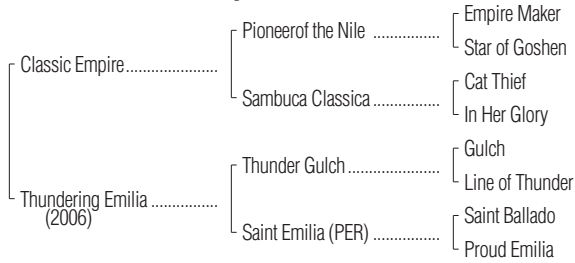 Empire Maker
Pioneerof the Nile ................
Star of Goshen
Classic Empire......................
Cat Thief
Sambuca Classica................
In Her Glory
Gulch
Thunder Gulch......................
Line of Thunder
Thundering Emilia ................
(2006)
Saint Ballado
Saint Emilia (PER) ................
Proud Emilia